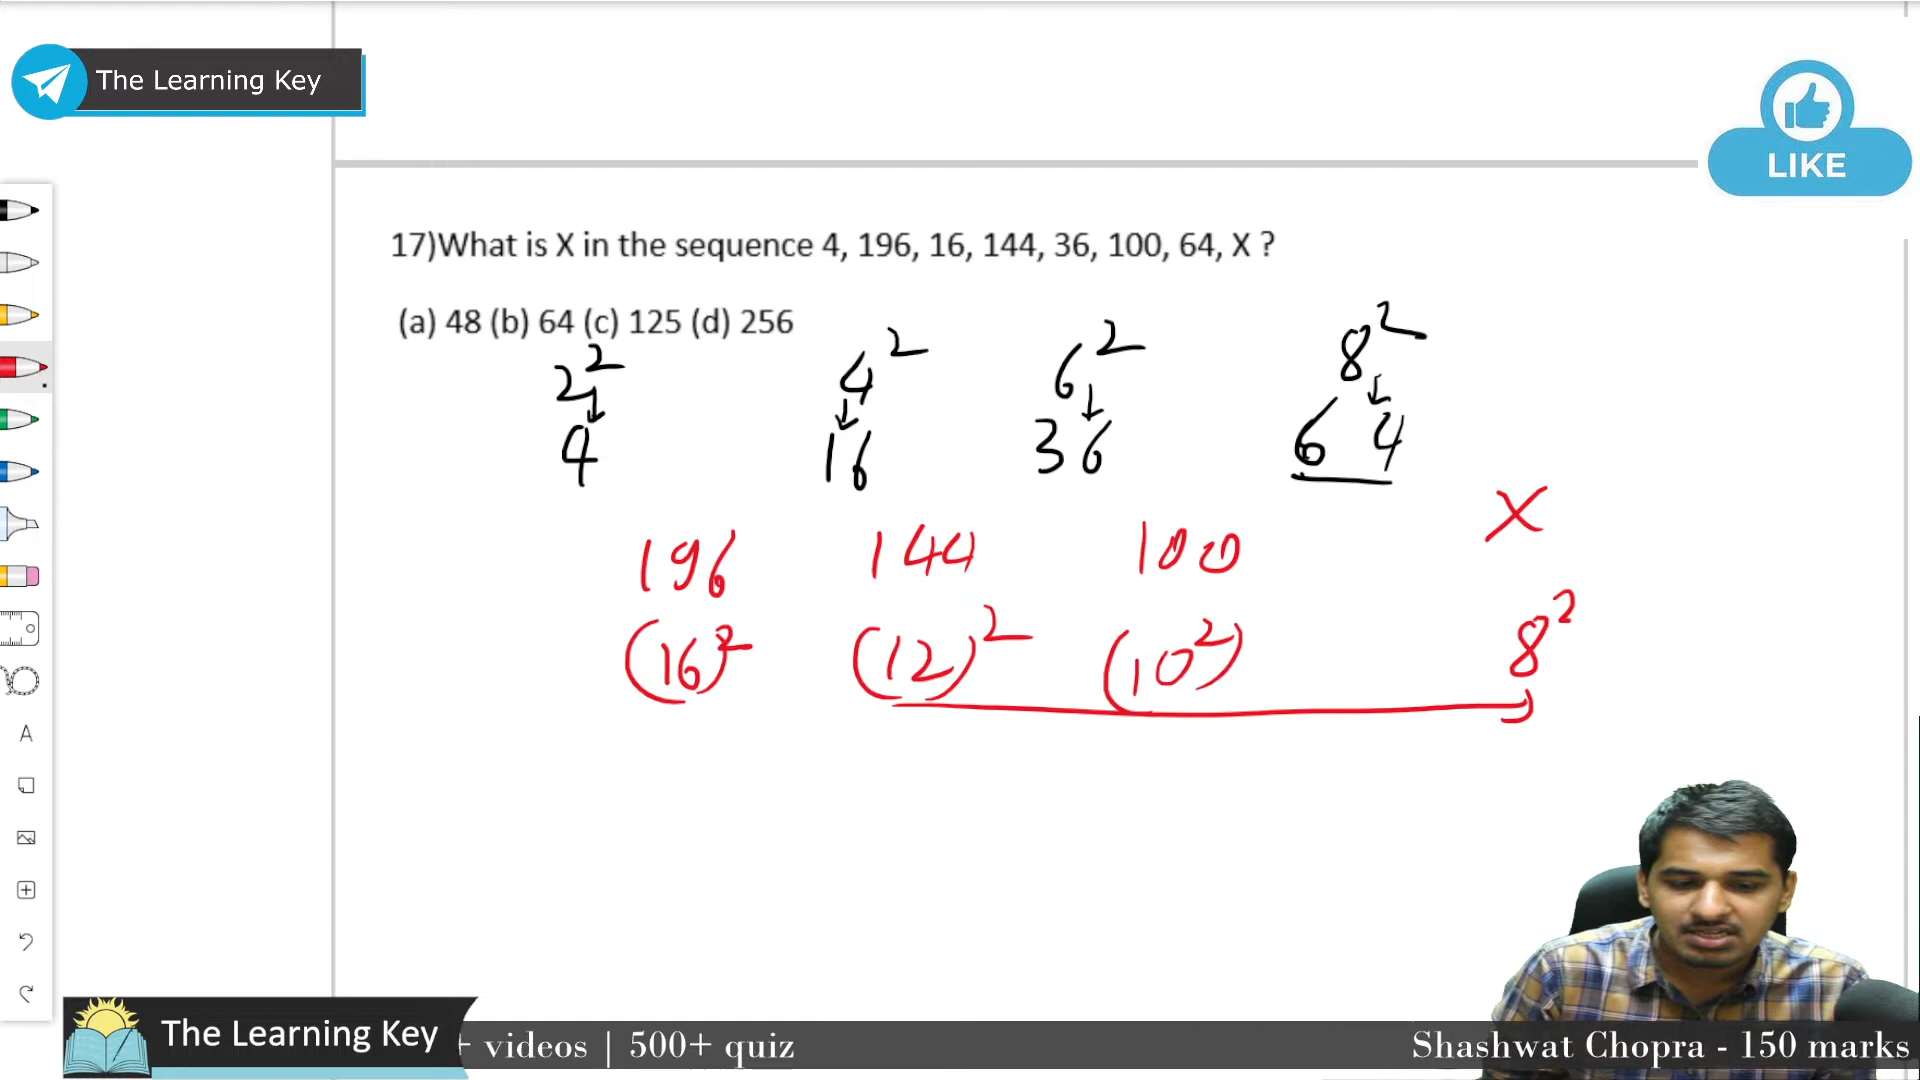 The Learning Key
LIKE
17)What is X in the sequence 4, 196, 16, 144, 36, 100, 64, X ?
(a) 48 (b) 64 (c) 125 (d) 256
2² 4² 6² 8²
4 16 36 64
196 144 100 X
(16)² (12)² (10²) 8²
A
The Learning Key
+ videos | 500+ quiz
Shashwat Chopra - 150 marks